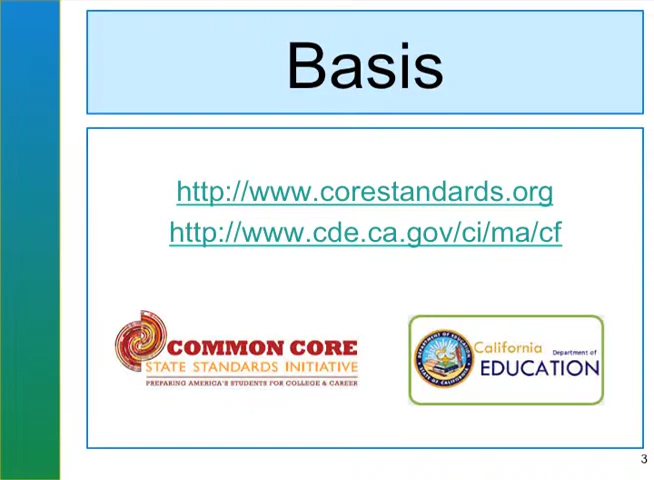 Basis
http://www.corestandards.org
http://www.cde.ca.gov/ci/ma/cf
COMMON CORE
STATE STANDARDS INITIATIVE
PREPARING AMERICA'S STUDENTS FOR COLLEGE & CAREER
California
Department of
EDUCATION
3